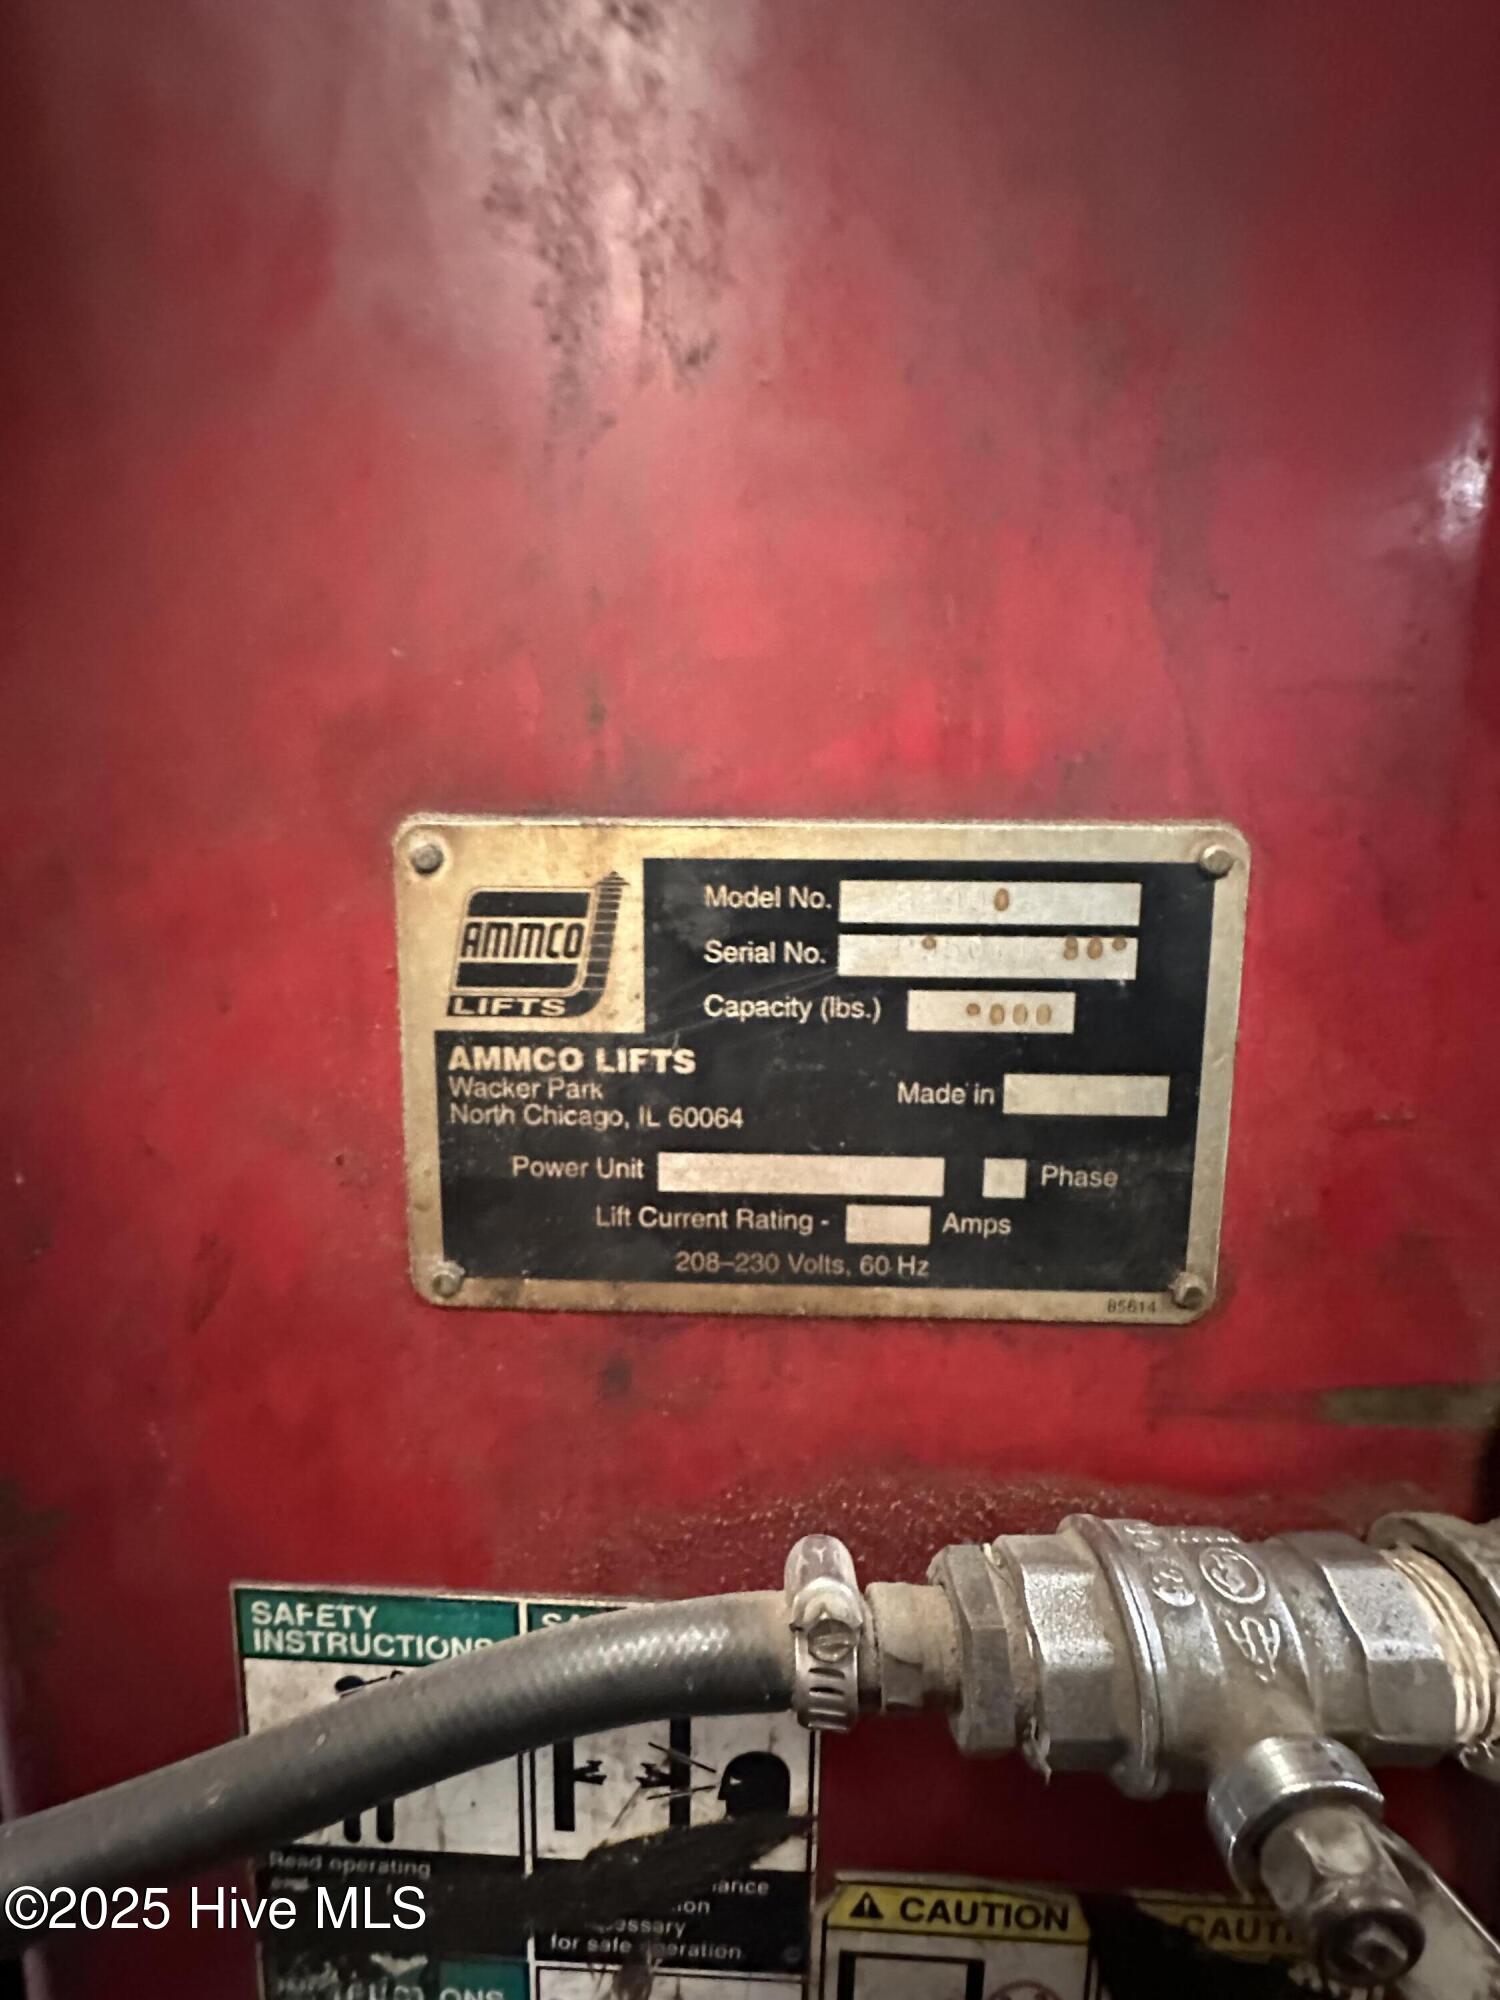 AMMCO
LIFTS
Model No.
Serial No.
Capacity (lbs.)
AMMCO LIFTS
Wacker Park
North Chicago, IL 60064
Made in
Power Unit
Phase
Lift Current Rating -
Amps
208–230 Volts, 60 Hz
85614
SAFETY
INSTRUCTIONS
Read operating
for safe operation
CAUTION
©2025 Hive MLS